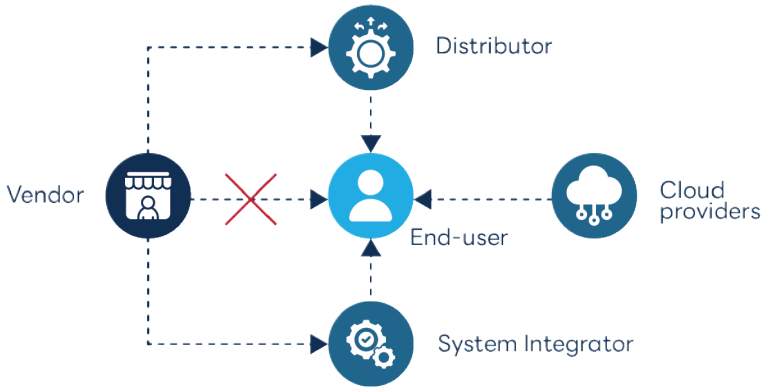 Distributor
Vendor
Cloud
providers
End-user
System Integrator